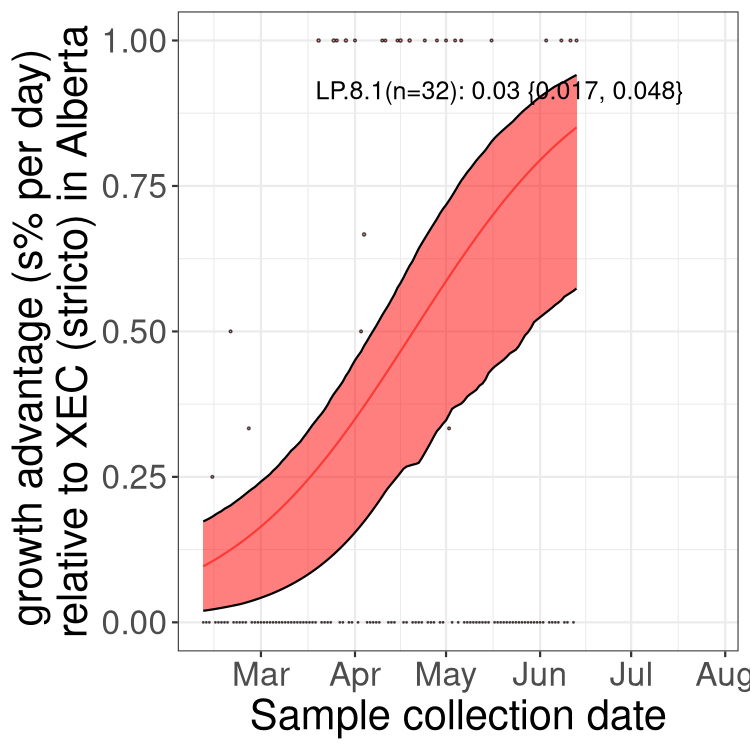 growth advantage (s% per day)
relative to XEC (stricto) in Alberta
1.00
0.75
0.50
0.25
0.00
LP.8.1(n=32): 0.03 {0.017, 0.048}
Mar Apr May Jun Jul Aug
Sample collection date